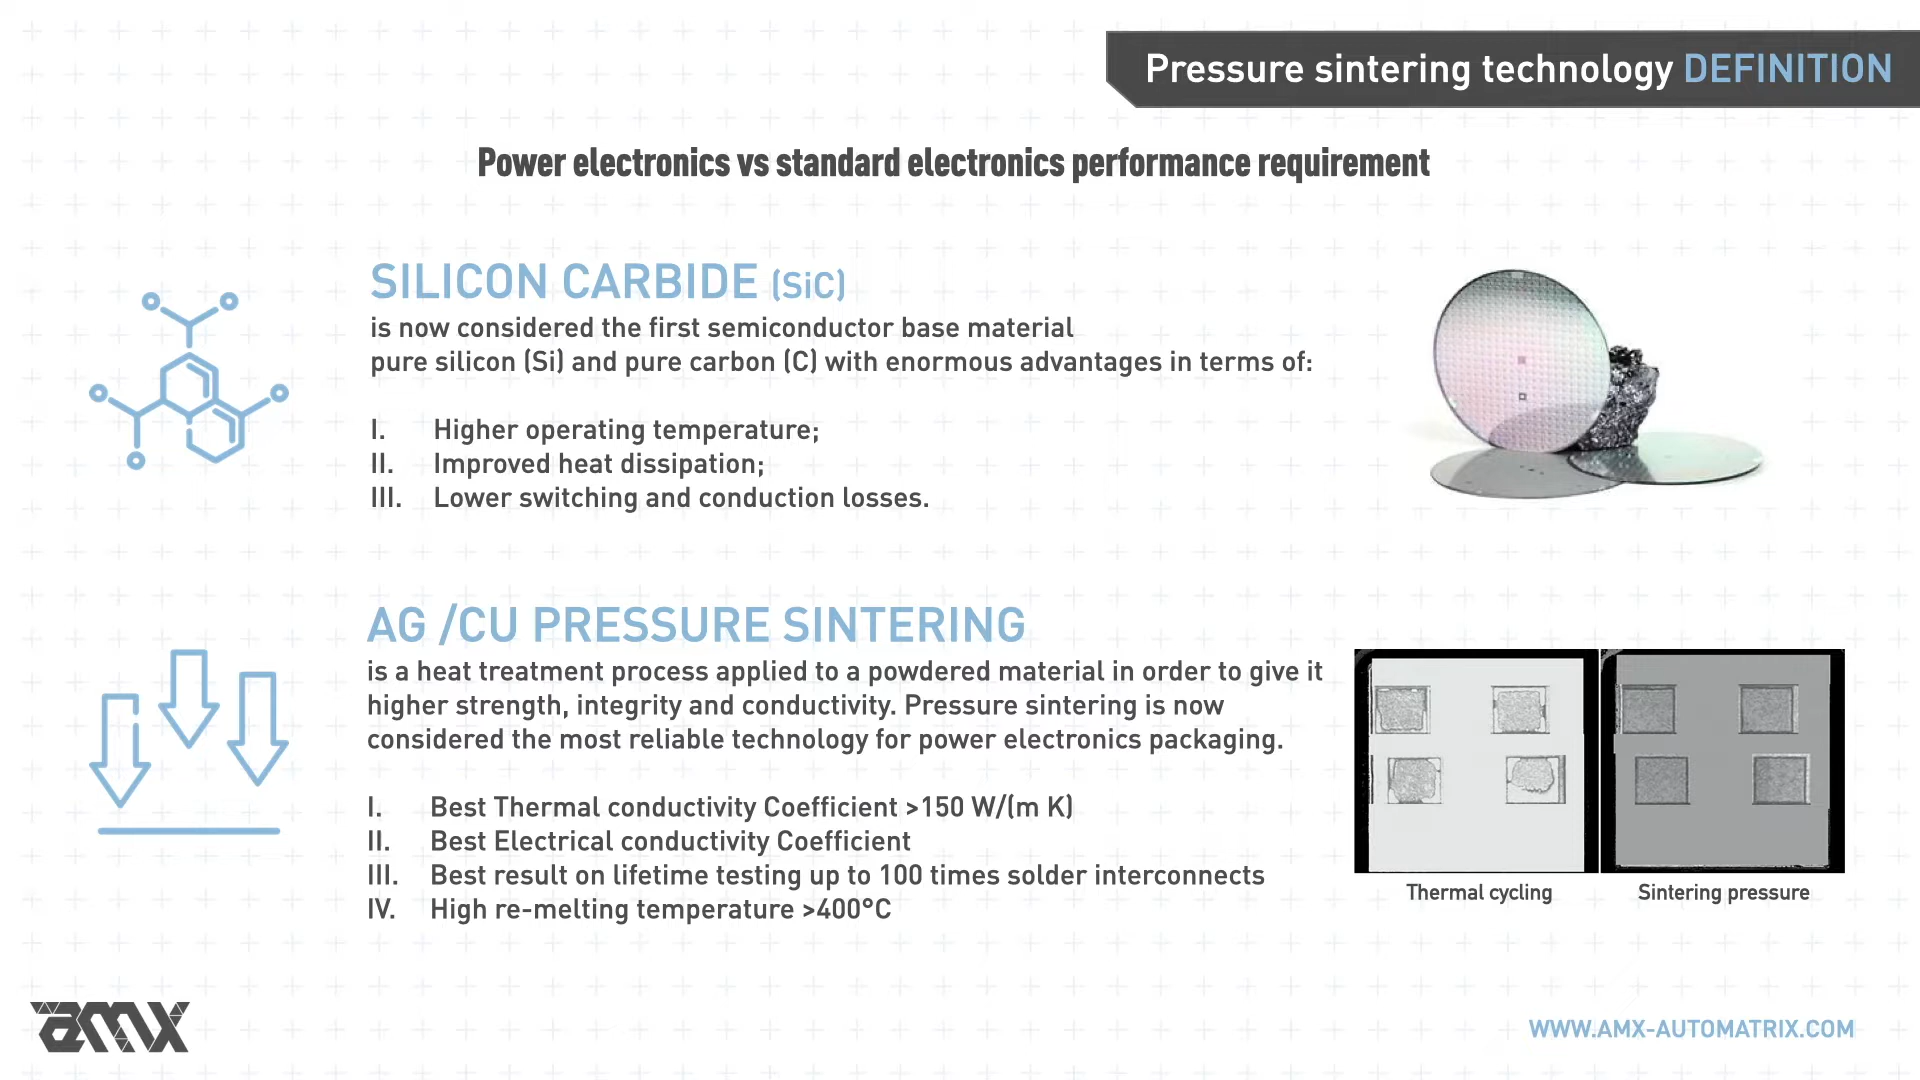 Pressure sintering technology DEFINITION
Power electronics vs standard electronics performance requirement
SILICON CARBIDE (SiC)
is now considered the first semiconductor base material
pure silicon (Si) and pure carbon (C) with enormous advantages in terms of:
I. Higher operating temperature;
II. Improved heat dissipation;
III. Lower switching and conduction losses.
AG /CU PRESSURE SINTERING
is a heat treatment process applied to a powdered material in order to give it
higher strength, integrity and conductivity. Pressure sintering is now
considered the most reliable technology for power electronics packaging.
I. Best Thermal conductivity Coefficient >150 W/(m K)
II. Best Electrical conductivity Coefficient
III. Best result on lifetime testing up to 100 times solder interconnects
IV. High re-melting temperature >400°C
Thermal cycling
Sintering pressure
amx
WWW.AMX-AUTOMATRIX.COM